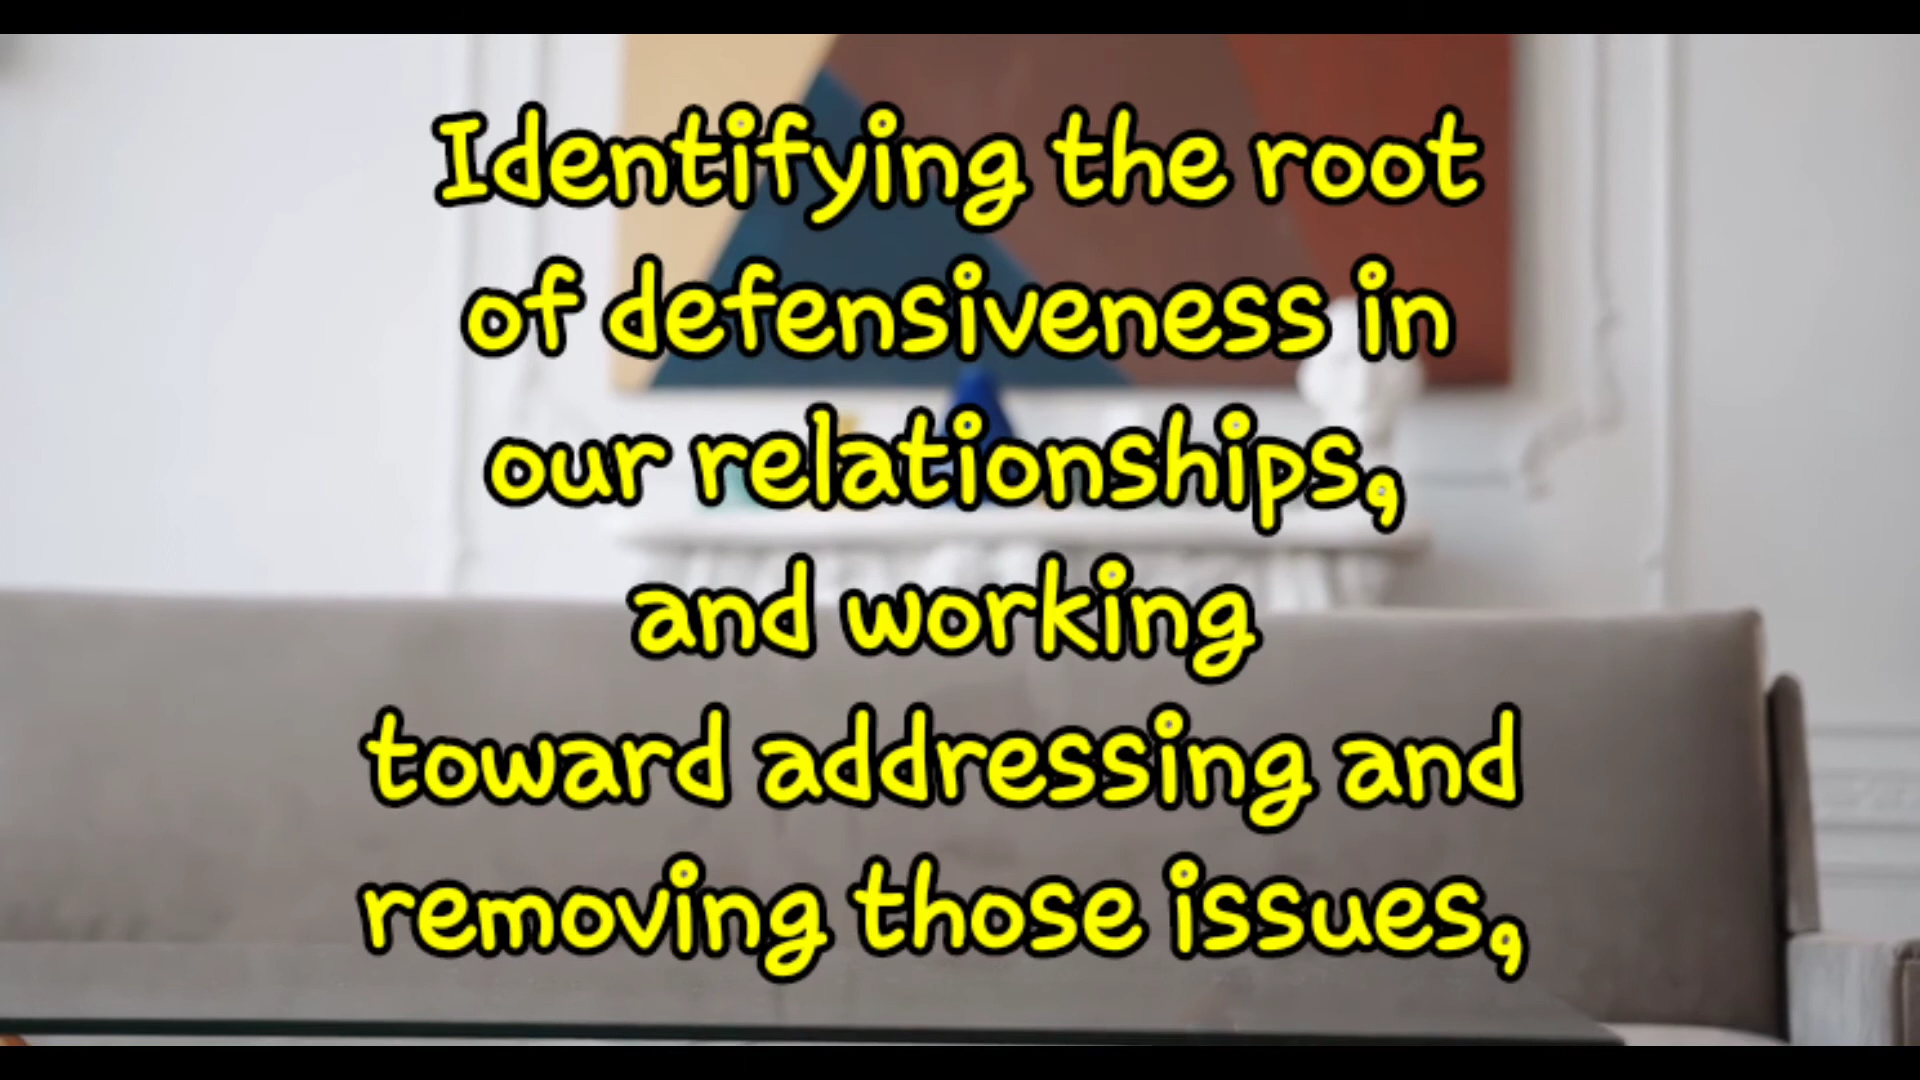 Identifying the root
of defensiveness in
our relationships,
and working
toward addressing and
removing those issues,